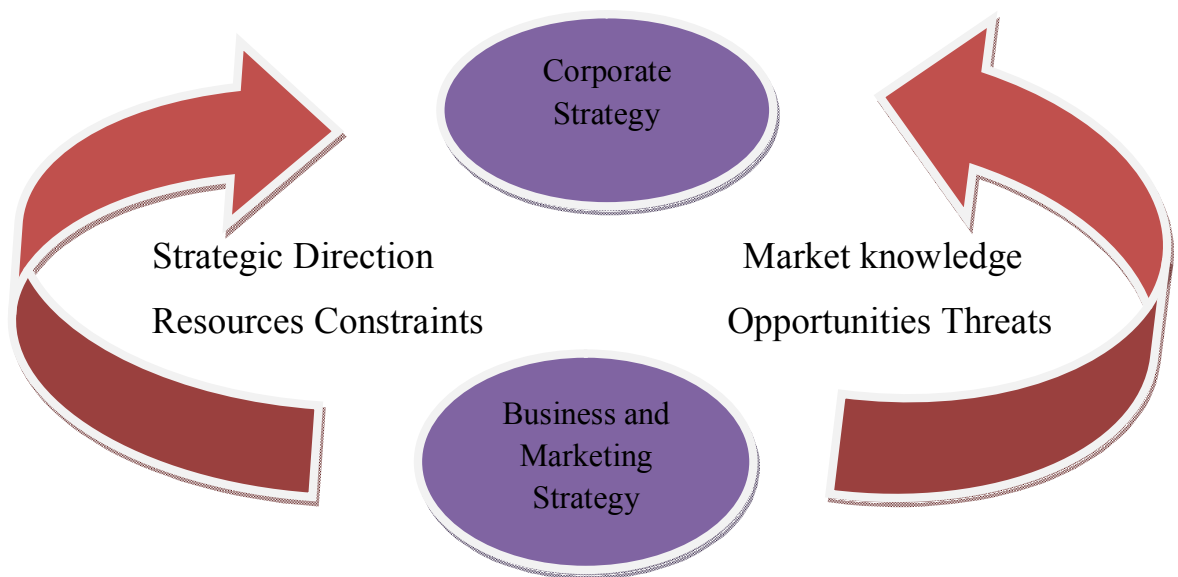 Corporate
Strategy
Strategic Direction
Market knowledge
Resources Constraints
Opportunities Threats
Business and
Marketing
Strategy